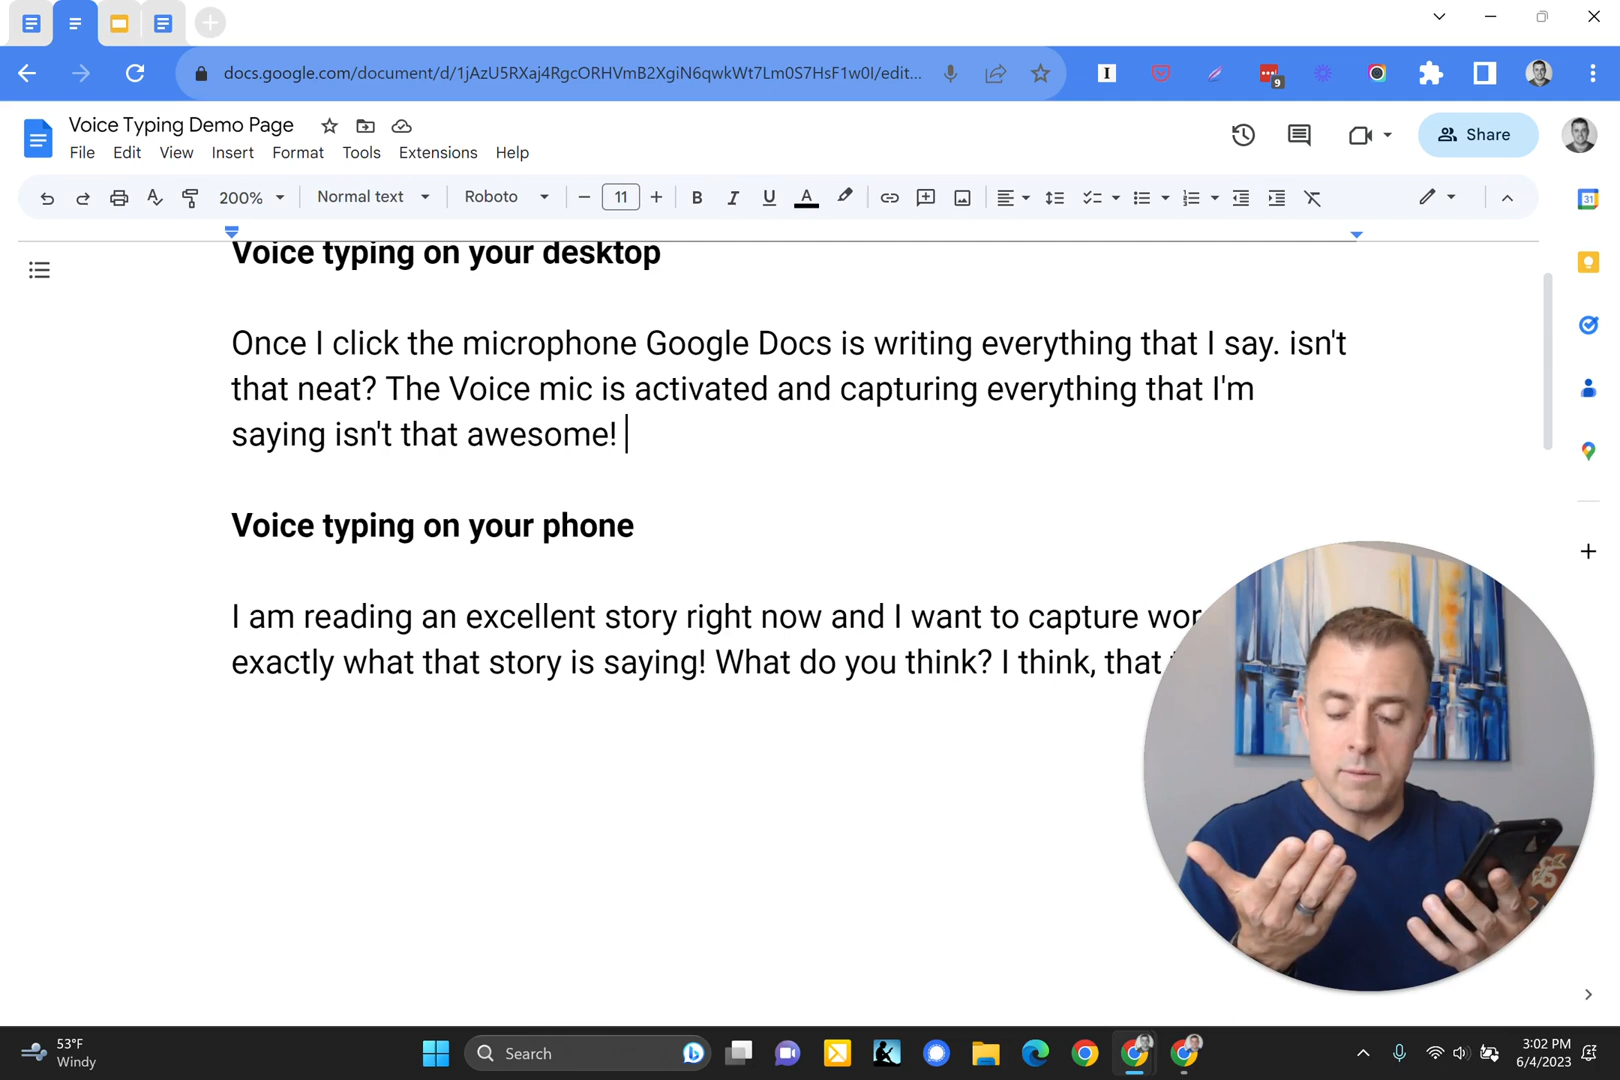 docs.google.com/document/d/1jAzU5RXaj4RgcORHVmB2XgiN6qwkWt7Lm0S7HsF1w0I/edit...
9
Voice Typing Demo Page
Share
File Edit View Insert Format Tools Extensions Help
200% Normal text Roboto 11 B I U A
31
Voice typing on your desktop
Once I click the microphone Google Docs is writing everything that I say. isn't
that neat? The Voice mic is activated and capturing everything that I'm
saying isn't that awesome!
Voice typing on your phone
I am reading an excellent story right now and I want to capture
exactly what that story is saying! What do you think? I think, that
53°F
Windy
Search
3:02 PM
6/4/2023